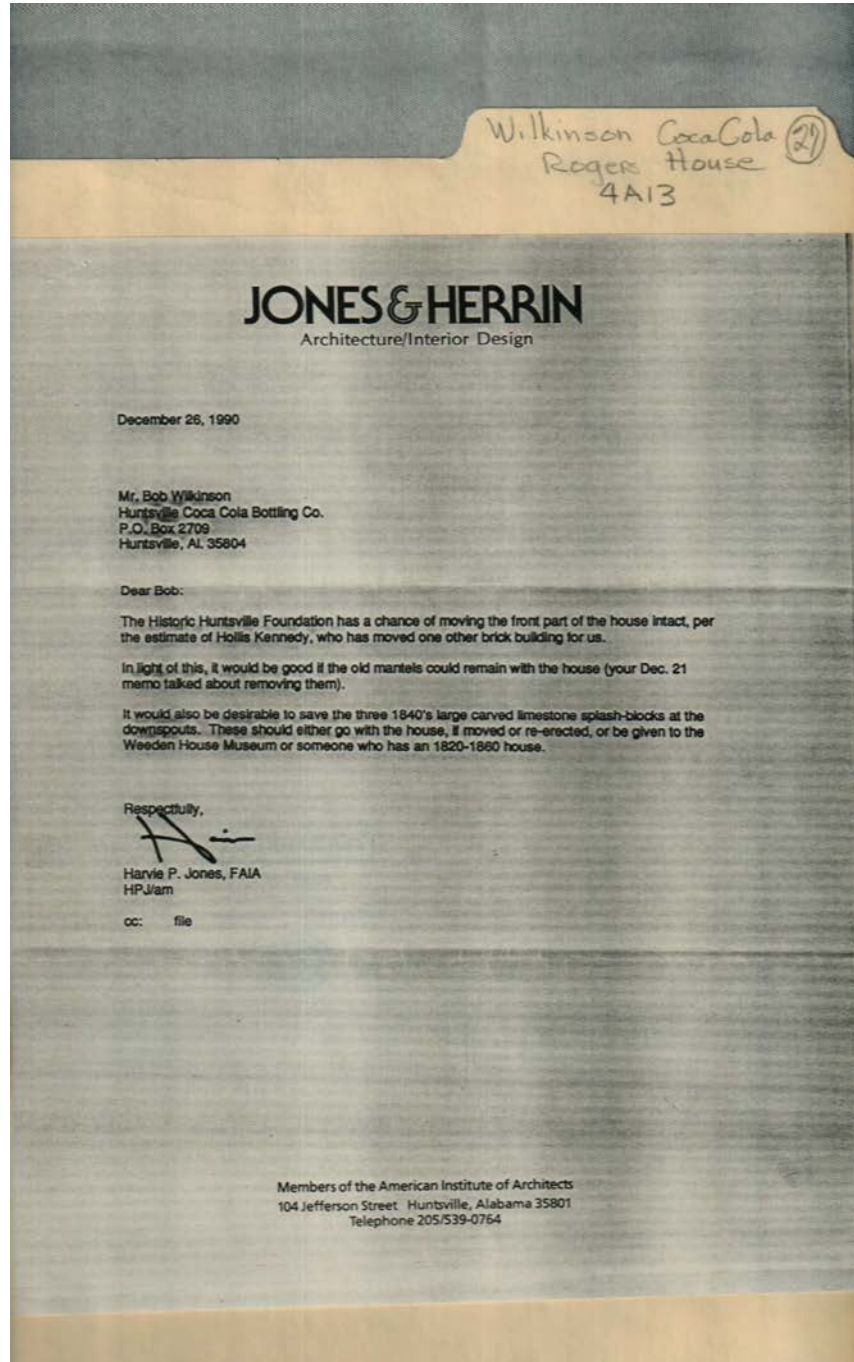 Wilkinson CocaCola 27
Rogers House
4A13
JONES & HERRIN
Architecture/Interior Design
December 26, 1990
Mr. Bob Wilkinson
Huntsville Coca Cola Bottling Co.
P.O. Box 2709
Huntsville, Al. 35804
Dear Bob:
The Historic Huntsville Foundation has a chance of moving the front part of the house intact, per
the estimate of Hollis Kennedy, who has moved one other brick building for us.
In light of this, it would be good if the old mantels could remain with the house (your Dec. 21
memo talked about removing them).
It would also be desirable to save the three 1840's large carved limestone splash-blocks at the
downspouts. These should either go with the house, if moved or re-erected, or be given to the
Weeden House Museum or someone who has an 1820-1860 house.
Respectfully,
Harvie P. Jones, FAIA
HPJ/am
cc: file
Members of the American Institute of Architects
104 Jefferson Street Huntsville, Alabama 35801
Telephone 205/539-0764